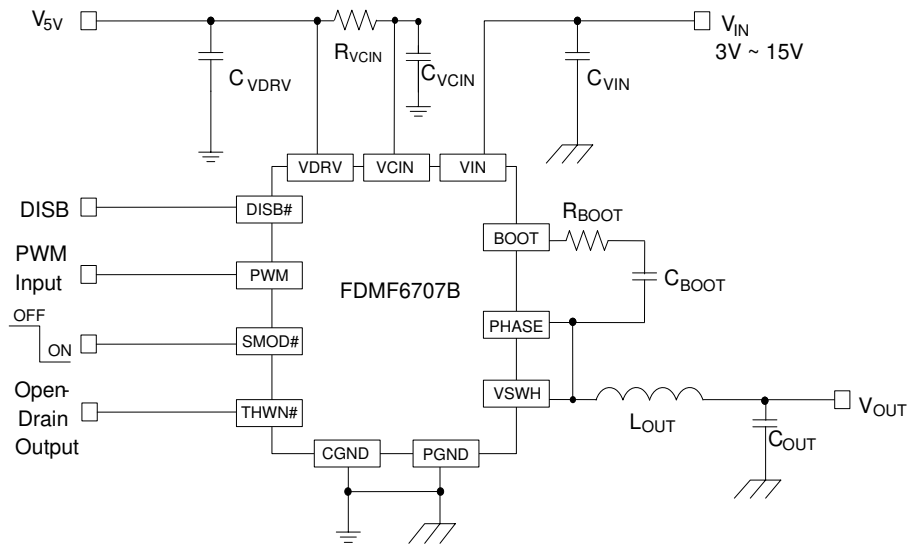 V5V
RVCIN
CVDRV
CVCIN
CVIN
VIN
3V ~ 15V
VDRV
VCIN
VIN
DISB
DISB#
PWM
Input
PWM
OFF
ON
SMOD#
Open-
Drain
Output
THWN#
FDMF6707B
BOOT
RBOOT
CBOOT
PHASE
VSWH
LOUT
COUT
VOUT
CGND
PGND